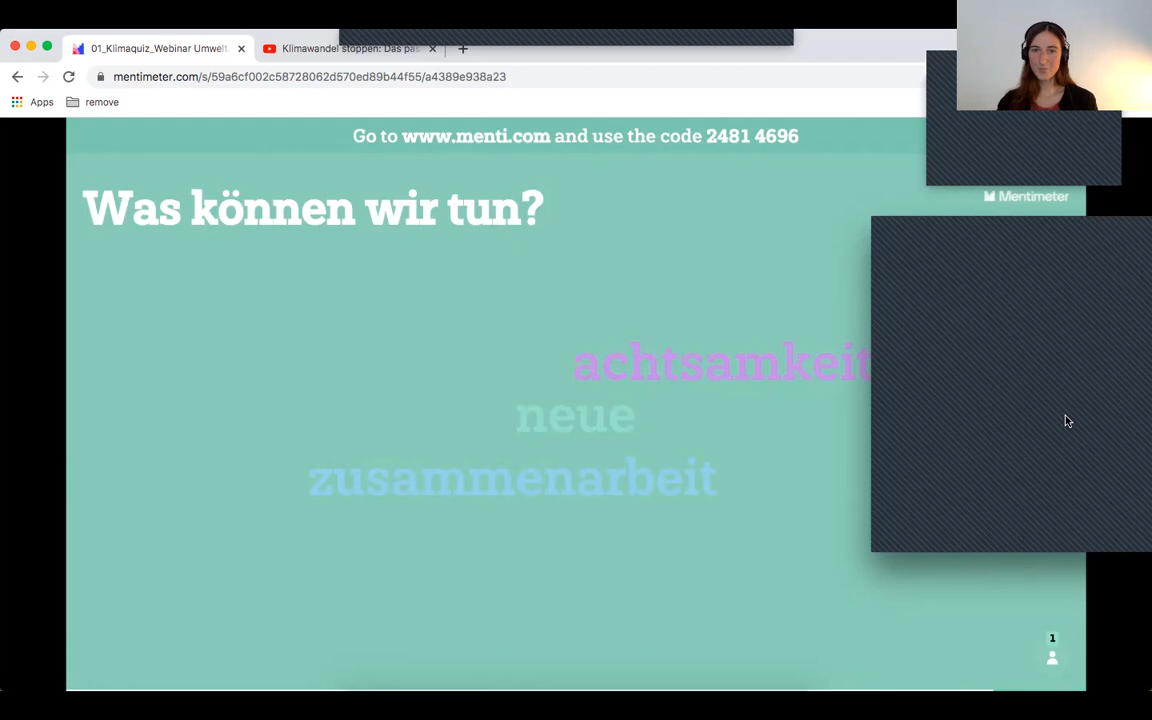 01_Klimaquiz_Webinar Umwelt
Klimawandel stoppen: Das pa
mentimeter.com/s/59a6cf002c58728062d570ed89b44f55/a4389e938a23
Apps
remove
Go to www.menti.com and use the code 2481 4696
Was können wir tun?
Mentimeter
achtsamkeit
neue
zusammenarbeit
1